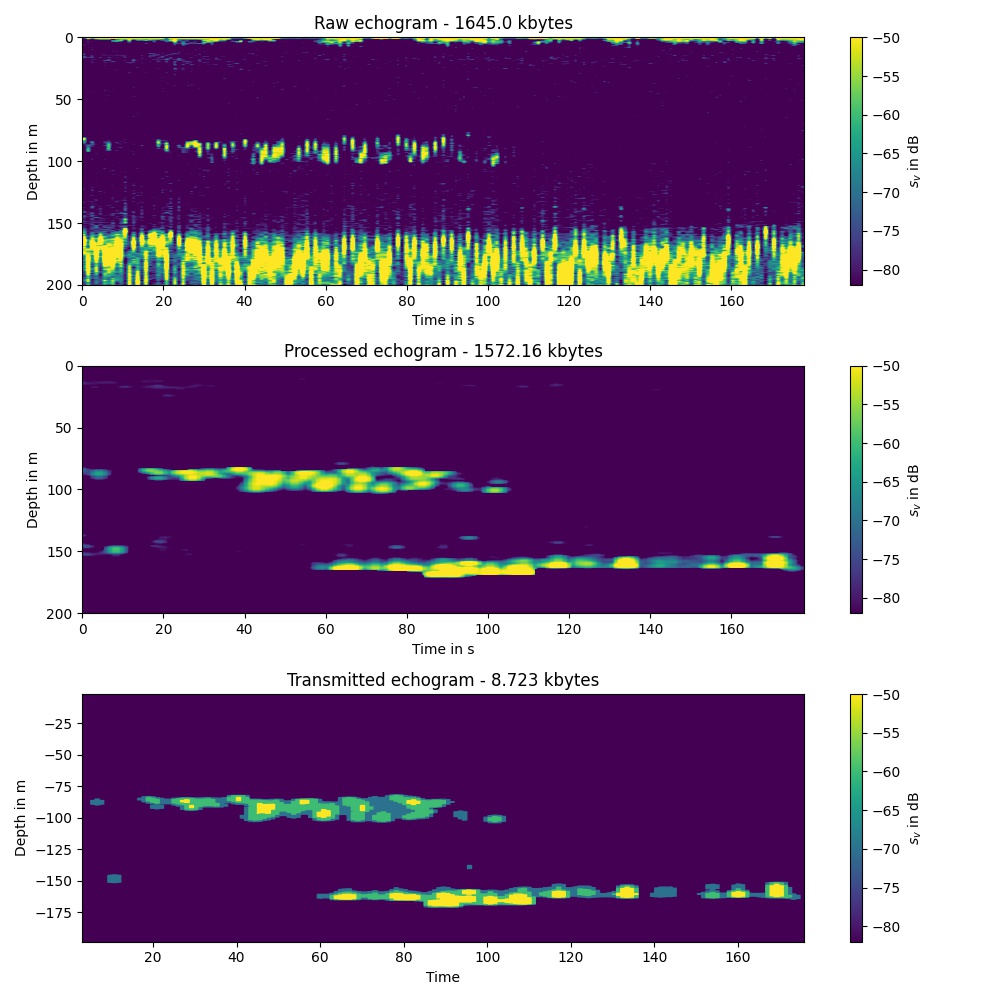 Raw echogram - 1645.0 kbytes
0
50
100
150
200
Depth in m
0 20 40 60 80 100 120 140 160
Time in s
−50
−55
−60
−65
−70
−75
−80
sv in dB
Processed echogram - 1572.16 kbytes
0
50
100
150
200
Depth in m
0 20 40 60 80 100 120 140 160
Time in s
−50
−55
−60
−65
−70
−75
−80
sv in dB
Transmitted echogram - 8.723 kbytes
−25
−50
−75
−100
−125
−150
−175
Depth in m
20 40 60 80 100 120 140 160
Time
−50
−55
−60
−65
−70
−75
−80
sv in dB